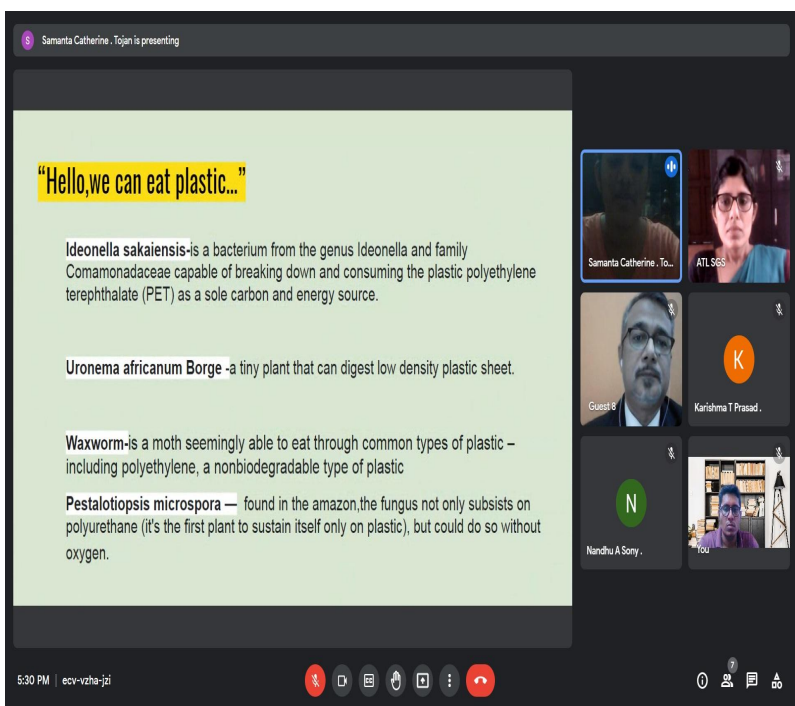 S Samanta Catherine . Tojan is presenting
“Hello,we can eat plastic...”
Ideonella sakaiensis-is a bacterium from the genus Ideonella and family
Comamonadaceae capable of breaking down and consuming the plastic polyethylene
terephthalate (PET) as a sole carbon and energy source.
Uronema africanum Borge -a tiny plant that can digest low density plastic sheet.
Waxworm-is a moth seemingly able to eat through common types of plastic –
including polyethylene, a nonbiodegradable type of plastic
Pestalotiopsis microspora — found in the amazon,the fungus not only subsists on
polyurethane (it's the first plant to sustain itself only on plastic), but could do so without
oxygen.
Samanta Catherine . To...
ATL SGS
Guest 8
K
Karishma T Prasad .
N
Nandhu A Sony .
You
5:30 PM | ecv-vzha-jzi
7